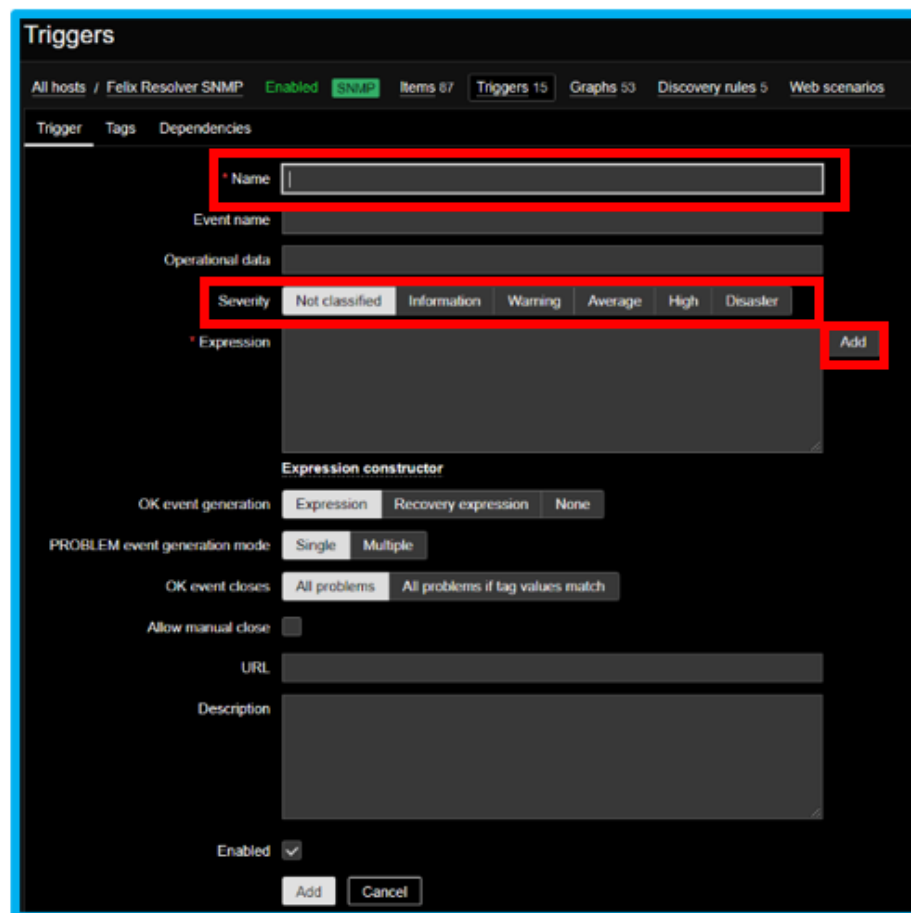 Triggers
All hosts / Felix Resolver SNMP Enabled SNMP Items 87 Triggers 15 Graphs 53 Discovery rules 5 Web scenarios
Trigger Tags Dependencies
* Name
Event name
Operational data
Severity Not classified Information Warning Average High Disaster
* Expression Add
Expression constructor
OK event generation Expression Recovery expression None
PROBLEM event generation mode Single Multiple
OK event closes All problems All problems if tag values match
Allow manual close
URL
Description
Enabled
Add Cancel